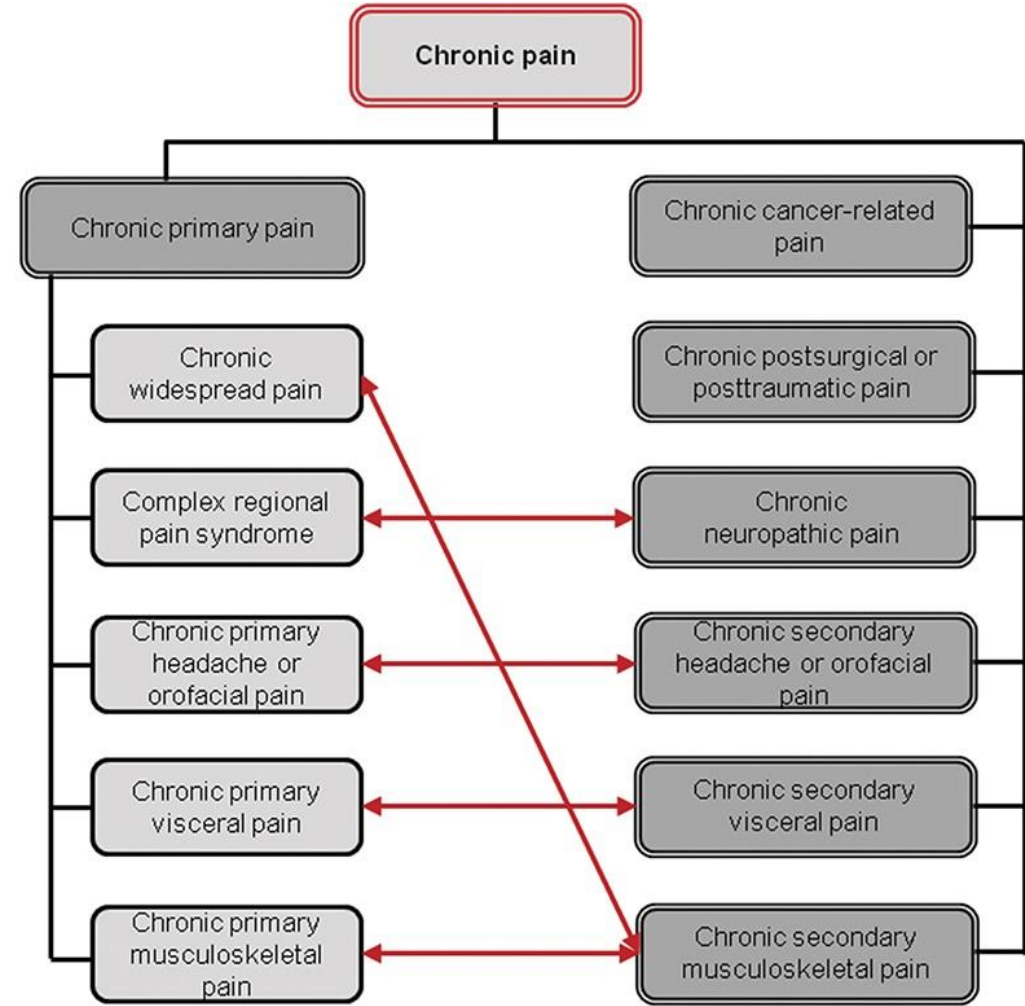 Chronic pain
Chronic primary pain
Chronic
widespread pain
Complex regional
pain syndrome
Chronic primary
headache or
orofacial pain
Chronic primary
visceral pain
Chronic primary
musculoskeletal
pain
Chronic cancer-related
pain
Chronic postsurgical or
posttraumatic pain
Chronic
neuropathic pain
Chronic secondary
headache or orofacial
pain
Chronic secondary
visceral pain
Chronic secondary
musculoskeletal pain